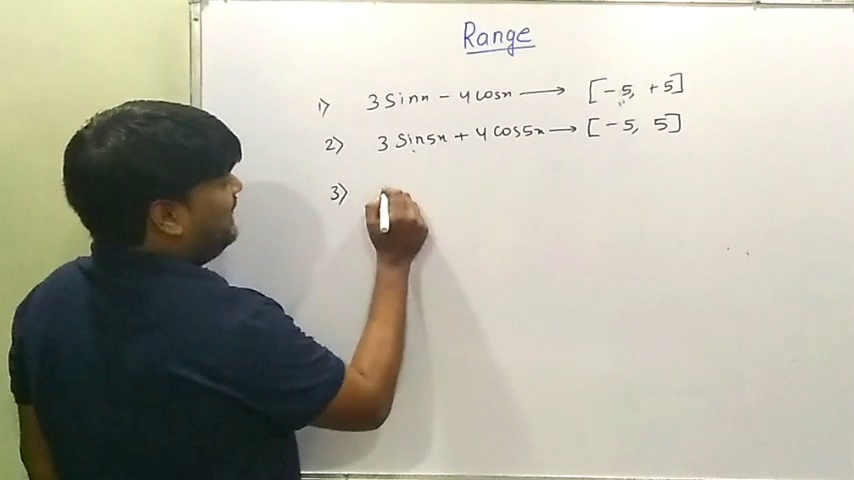 Range
1) 3 Sinx - 4 cosx → [-5, +5]
2) 3 Sin5x + 4 cos5x → [-5, 5]
3)